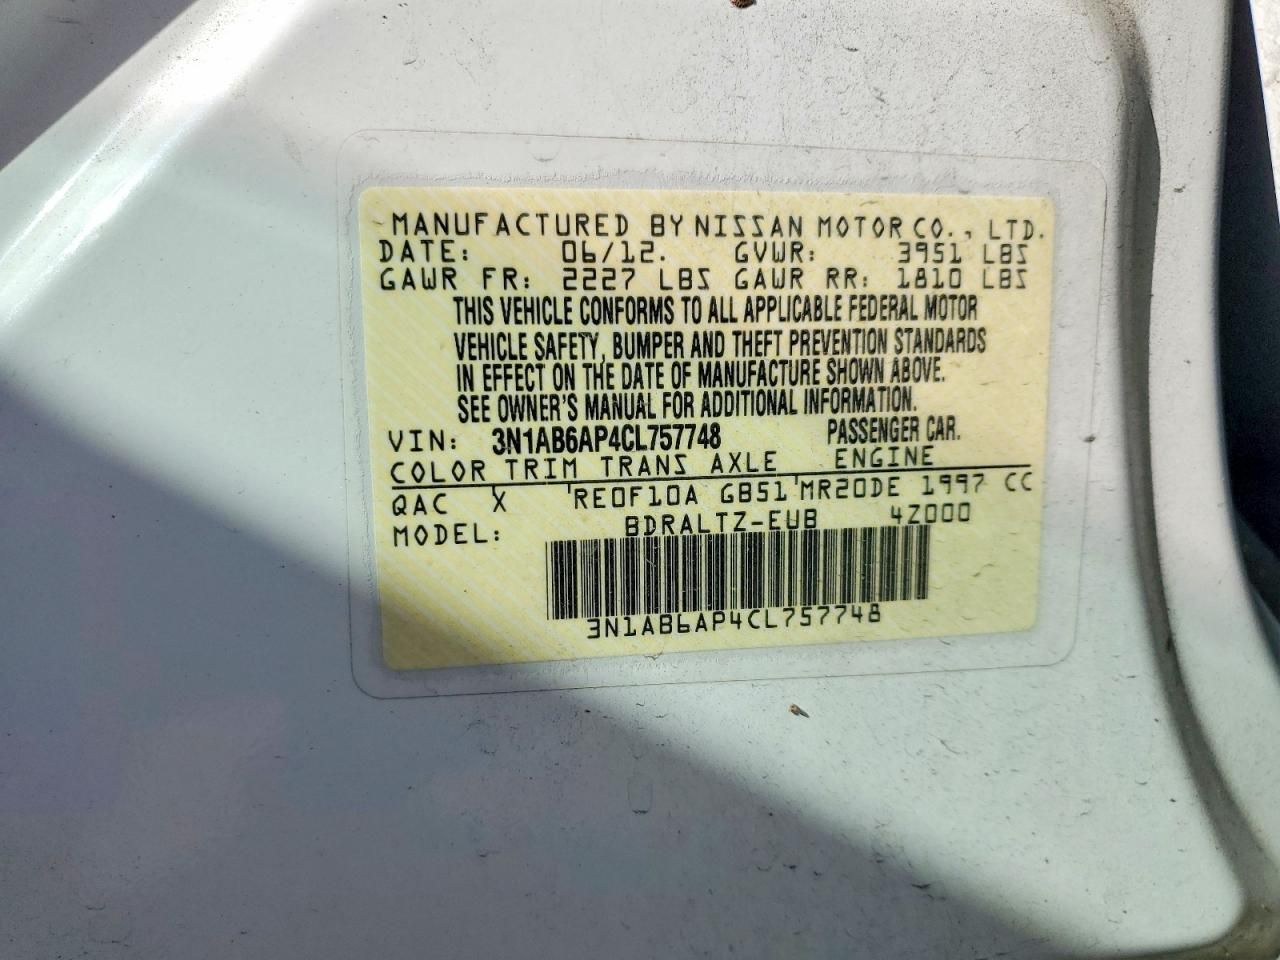 MANUFACTURED BY NISSAN MOTOR CO., LTD.
DATE: 06/12. GVWR: 3951 LBS
GAWR FR: 2227 LBS GAWR RR: 1810 LBS
THIS VEHICLE CONFORMS TO ALL APPLICABLE FEDERAL MOTOR
VEHICLE SAFETY, BUMPER AND THEFT PREVENTION STANDARDS
IN EFFECT ON THE DATE OF MANUFACTURE SHOWN ABOVE.
SEE OWNER'S MANUAL FOR ADDITIONAL INFORMATION.
VIN: 3N1AB6AP4CL757748 PASSENGER CAR.
COLOR TRIM TRANS AXLE ENGINE
QAC X RE0F10A GB51 MR20DE 1997 CC
MODEL: BDRALTZ-EUB 4Z000
3N1AB6AP4CL757748